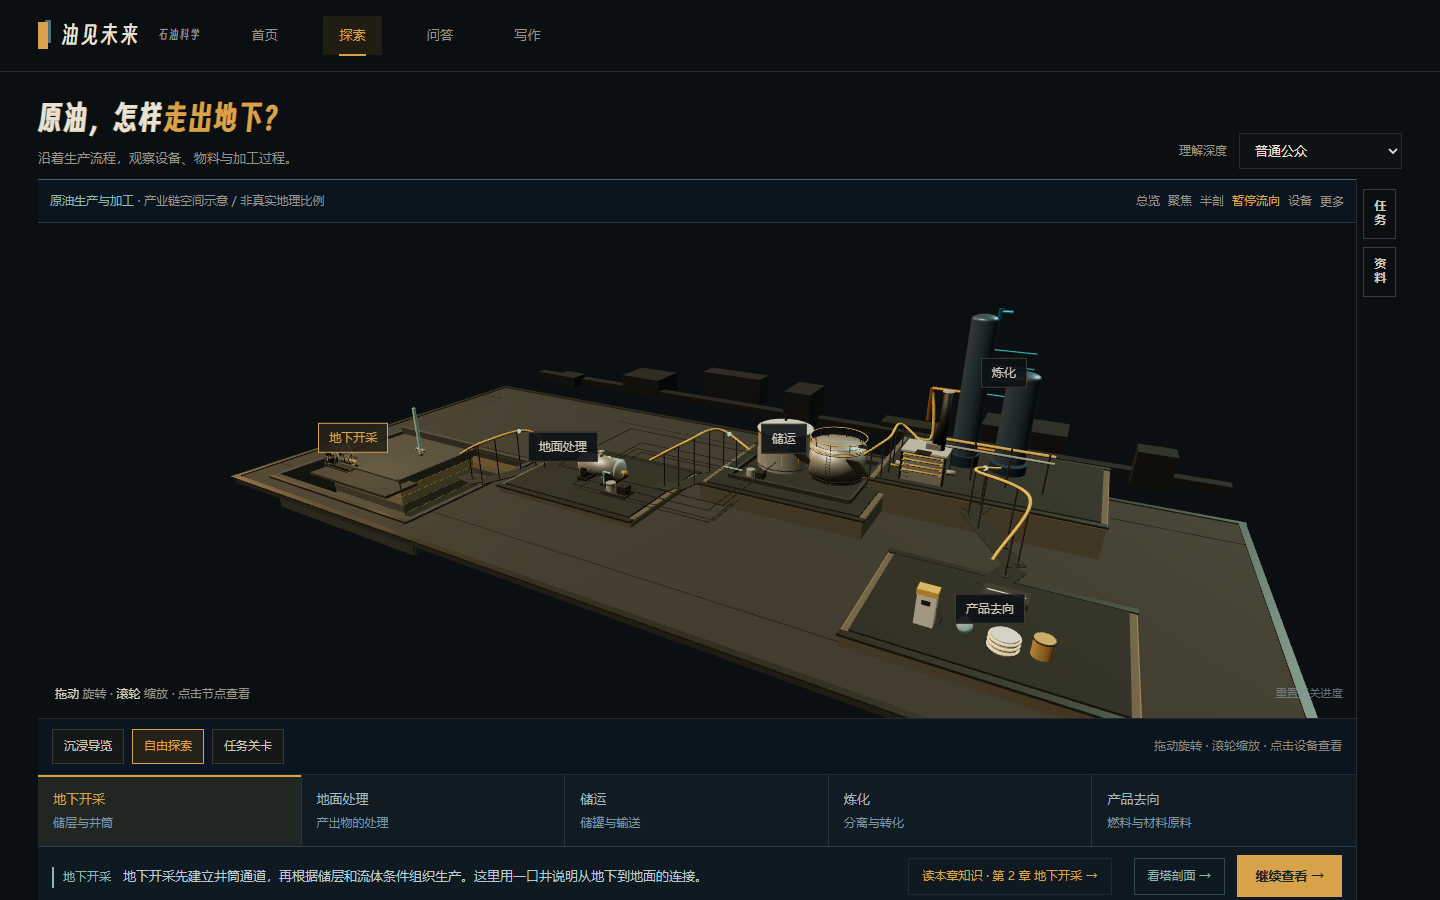 油见未来 石油科学 首页 探索 问答 写作
原油，怎样走出地下？
沿着生产流程，观察设备、物料与加工过程。
理解深度 普通公众
原油生产与加工 · 产业链空间示意 / 非真实地理比例
总览 聚焦 半剖 暂停流向 设备 更多
任务
资料
炼化
地下开采
地面处理
储运
产品去向
拖动 旋转 · 滚轮 缩放 · 点击节点查看
重置 关进度
沉浸导览 自由探索 任务关卡
拖动旋转 · 滚轮缩放 · 点击设备查看
地下开采 地面处理 储运 炼化 产品去向
储层与井筒 产出物的处理 储罐与输送 分离与转化 燃料与材料原料
地下开采 地下开采先建立井筒通道，再根据储层和流体条件组织生产。这里用一口井说明从地下到地面的连接。
读本章知识 · 第 2 章 地下开采 → 看塔剖面 → 继续查看 →